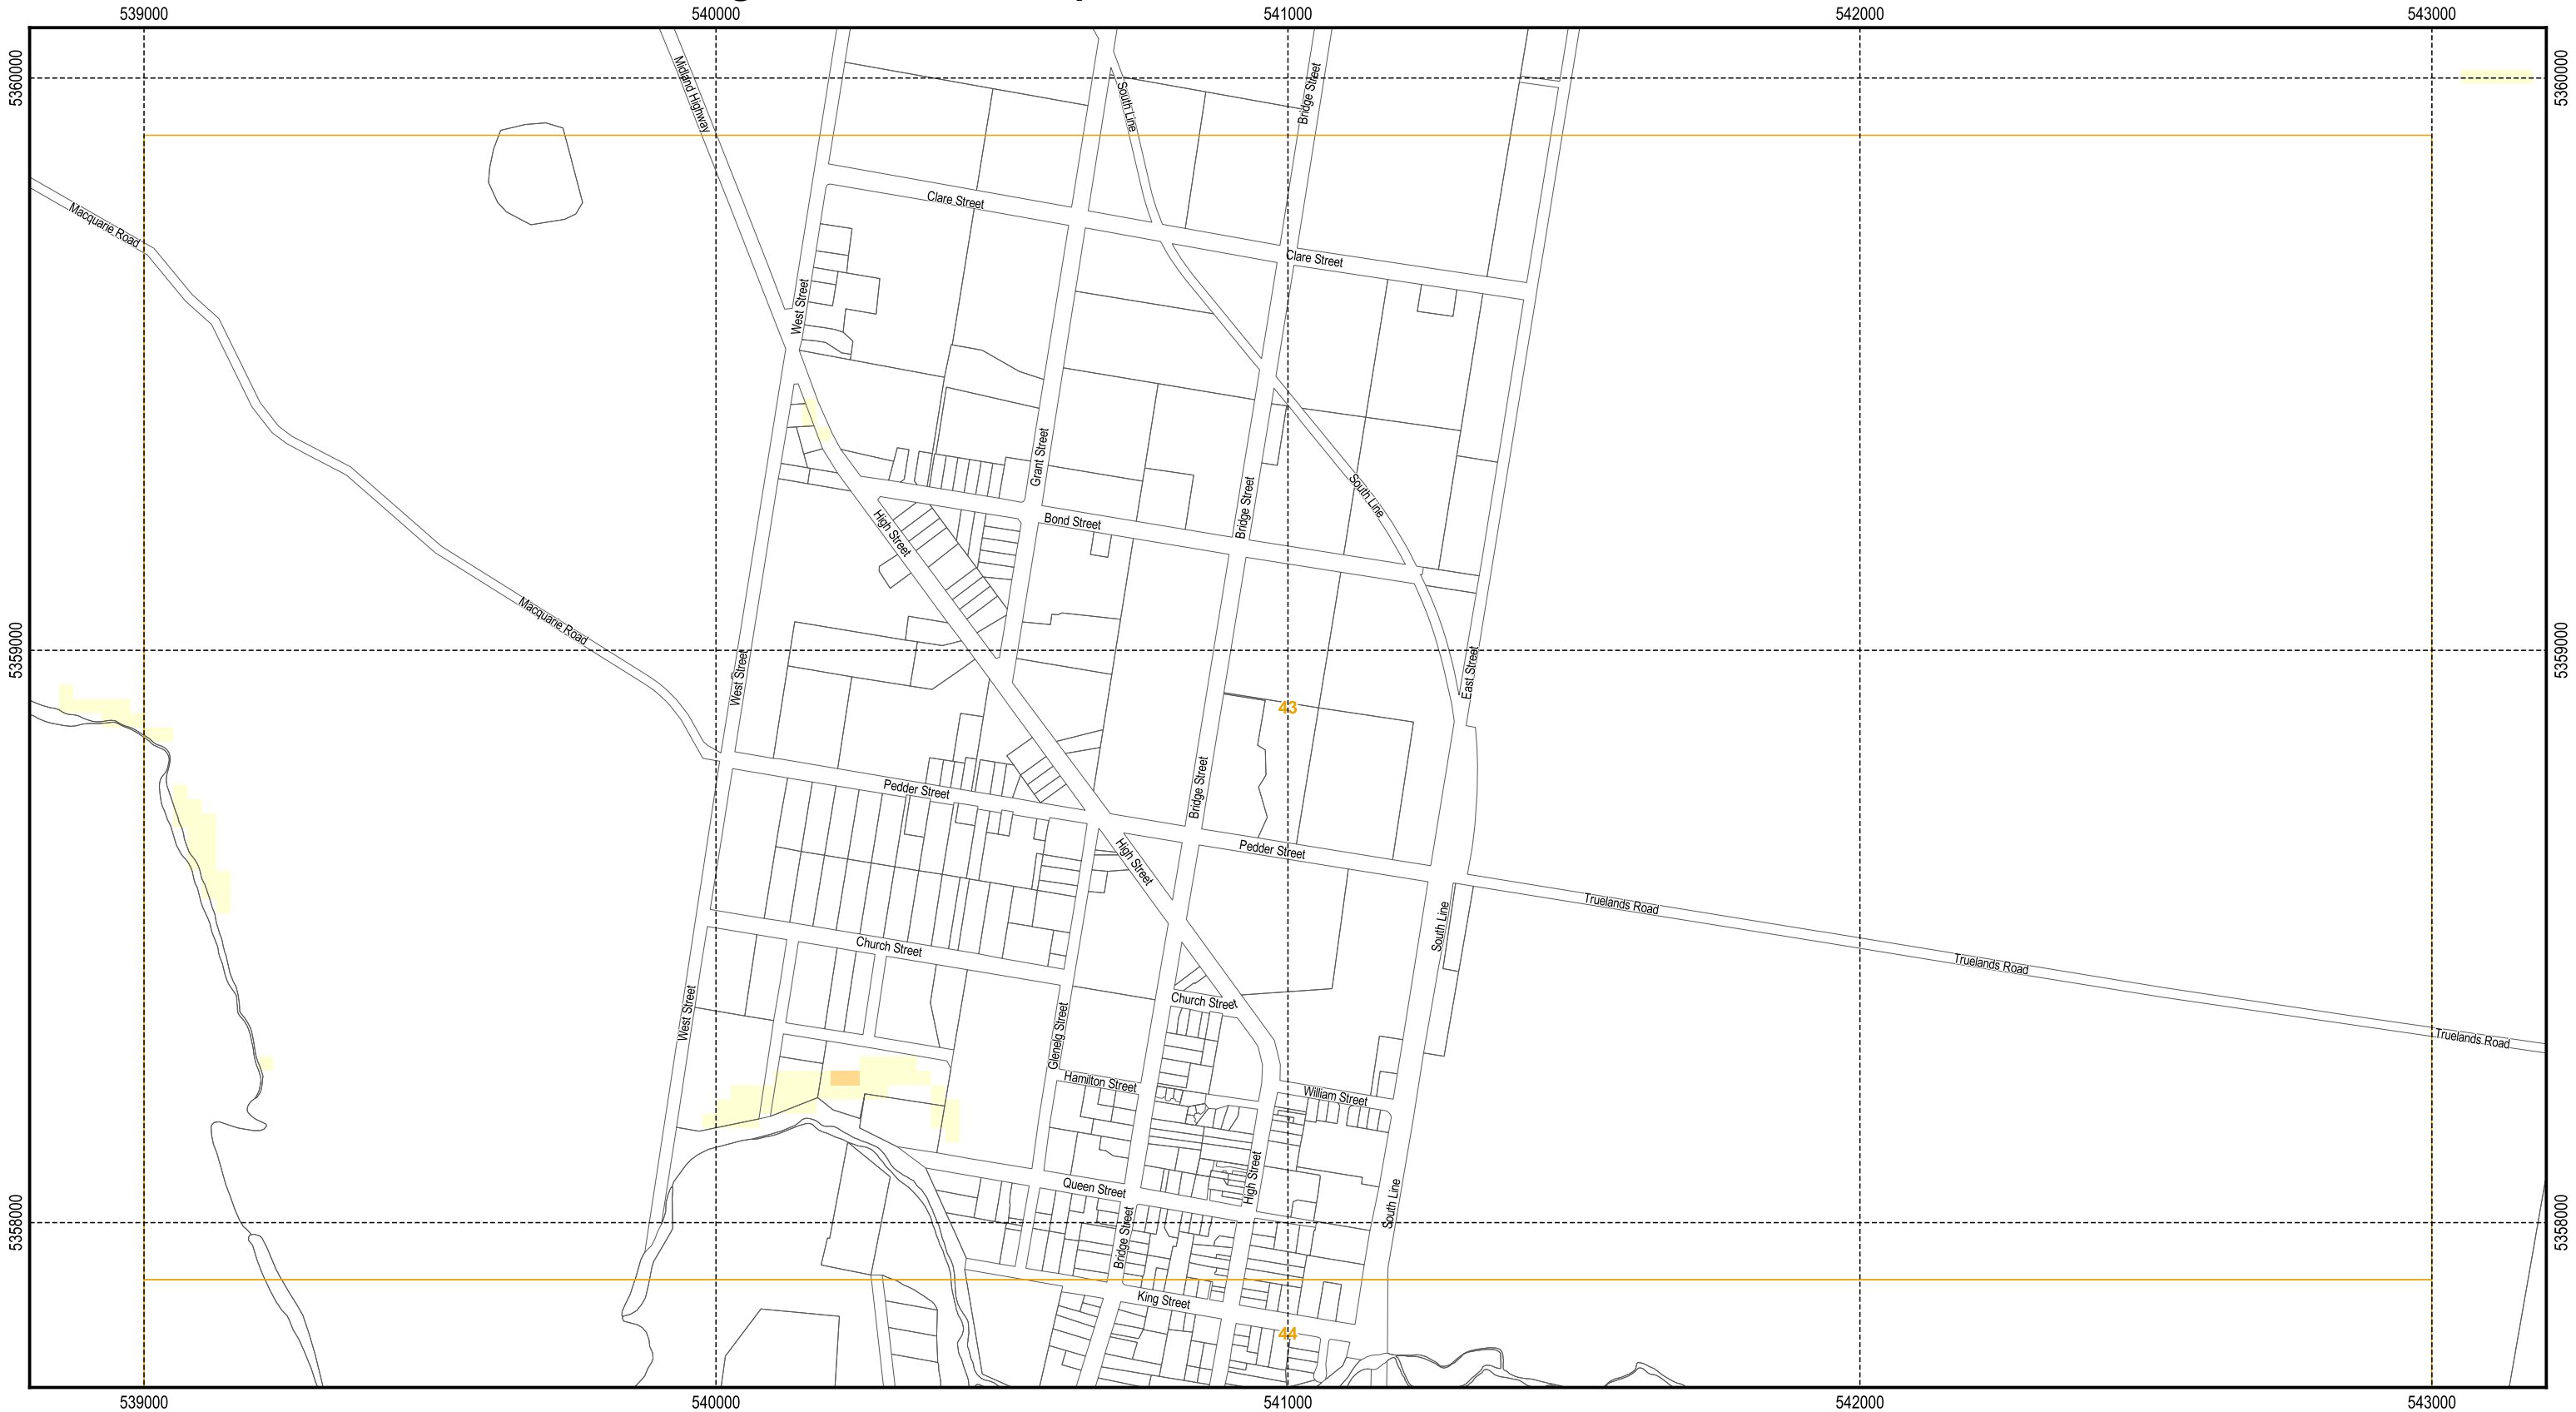 539000
540000
541000
542000
543000
5360000
5360000
Midland Highway
South Line
Bridge Street
Macquarie Road
Clare Street
Clare Street
West Street
Grant Street
Bridge Street
South Line
High Street
Bond Street
Macquarie Road
5359000
5359000
West Street
East Street
43
Pedder Street
Bridge Street
High Street
Pedder Street
Truelands Road
South Line
Church Street
Truelands Road
West Street
Church Street
Glenelg Street
Truelands Road
Hamilton Street
William Street
Queen Street
High Street
South Line
5358000
5358000
Bridge Street
King Street
44
539000
540000
541000
542000
543000